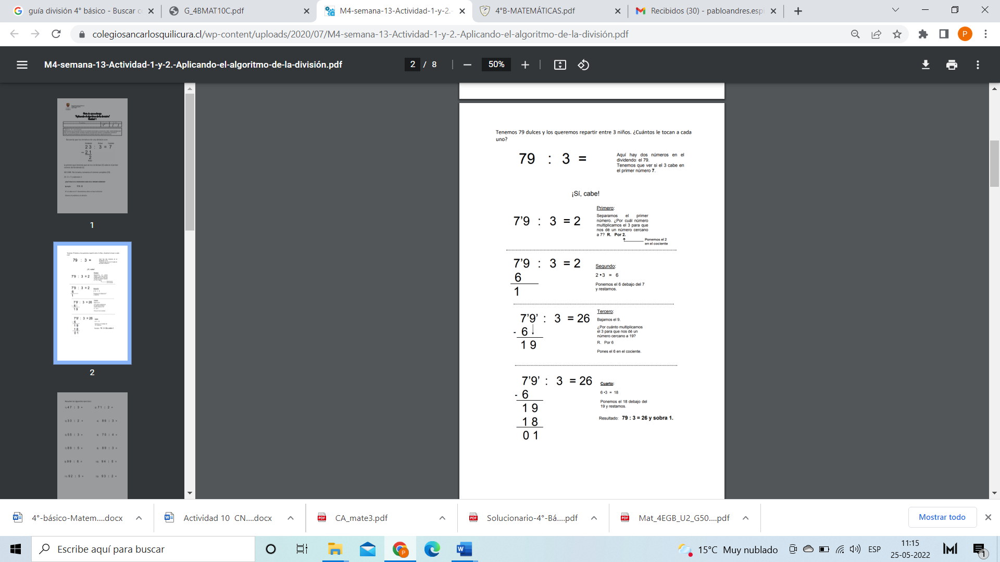 guía división 4° básico - Buscar c
G_4BMAT10C.pdf
M4-semana-13-Actividad-1-y-2.-
4°B-MATEMÁTICAS.pdf
Recibidos (30) - pabloandres.esp
colegiosancarlosquilicura.cl/wp-content/uploads/2020/07/M4-semana-13-Actividad-1-y-2.-Aplicando-el-algoritmo-de-la-división.pdf
P
M4-semana-13-Actividad-1-y-2.-Aplicando-el-algoritmo-de-la-división.pdf
2 / 8
50%
1
2
Tenemos 79 dulces y los queremos repartir entre 3 niños. ¿Cuántos le tocan a cada
uno?
79 : 3 =
Aquí hay dos números en el
dividendo: el 79.
Tenemos que ver si el 3 cabe en
el primer número 7.
¡Sí, cabe!
7’9 : 3 = 2
Primero:
Separamos el primer
número. ¿Por cuál número
multiplicamos el 3 para que
nos dé un número cercano
a 7? R. Por 2.
Ponemos el 2
en el cociente
7’9 : 3 = 2
6
1
Segundo:
2 • 3 = 6
Ponemos el 6 debajo del 7
y restamos.
7’9’ : 3 = 26
- 6
1 9
Tercero:
Bajamos el 9.
¿Por cuánto multiplicamos
el 3 para que nos dé un
número cercano a 19?
R. Por 6
Pones el 6 en el cociente.
7’9’ : 3 = 26
- 6
1 9
1 8
0 1
Cuarto:
6 •3 = 18
Ponemos el 18 debajo del
19 y restamos.
Resultado: 79 : 3 = 26 y sobra 1.
4°-básico-Matem....docx
Actividad 10 CN....docx
CA_mate3.pdf
Solucionario-4°-Bá....pdf
Mat_4EGB_U2_G50....pdf
Mostrar todo
Escribe aquí para buscar
15°C Muy nublado
ESP
11:15
25-05-2022
1